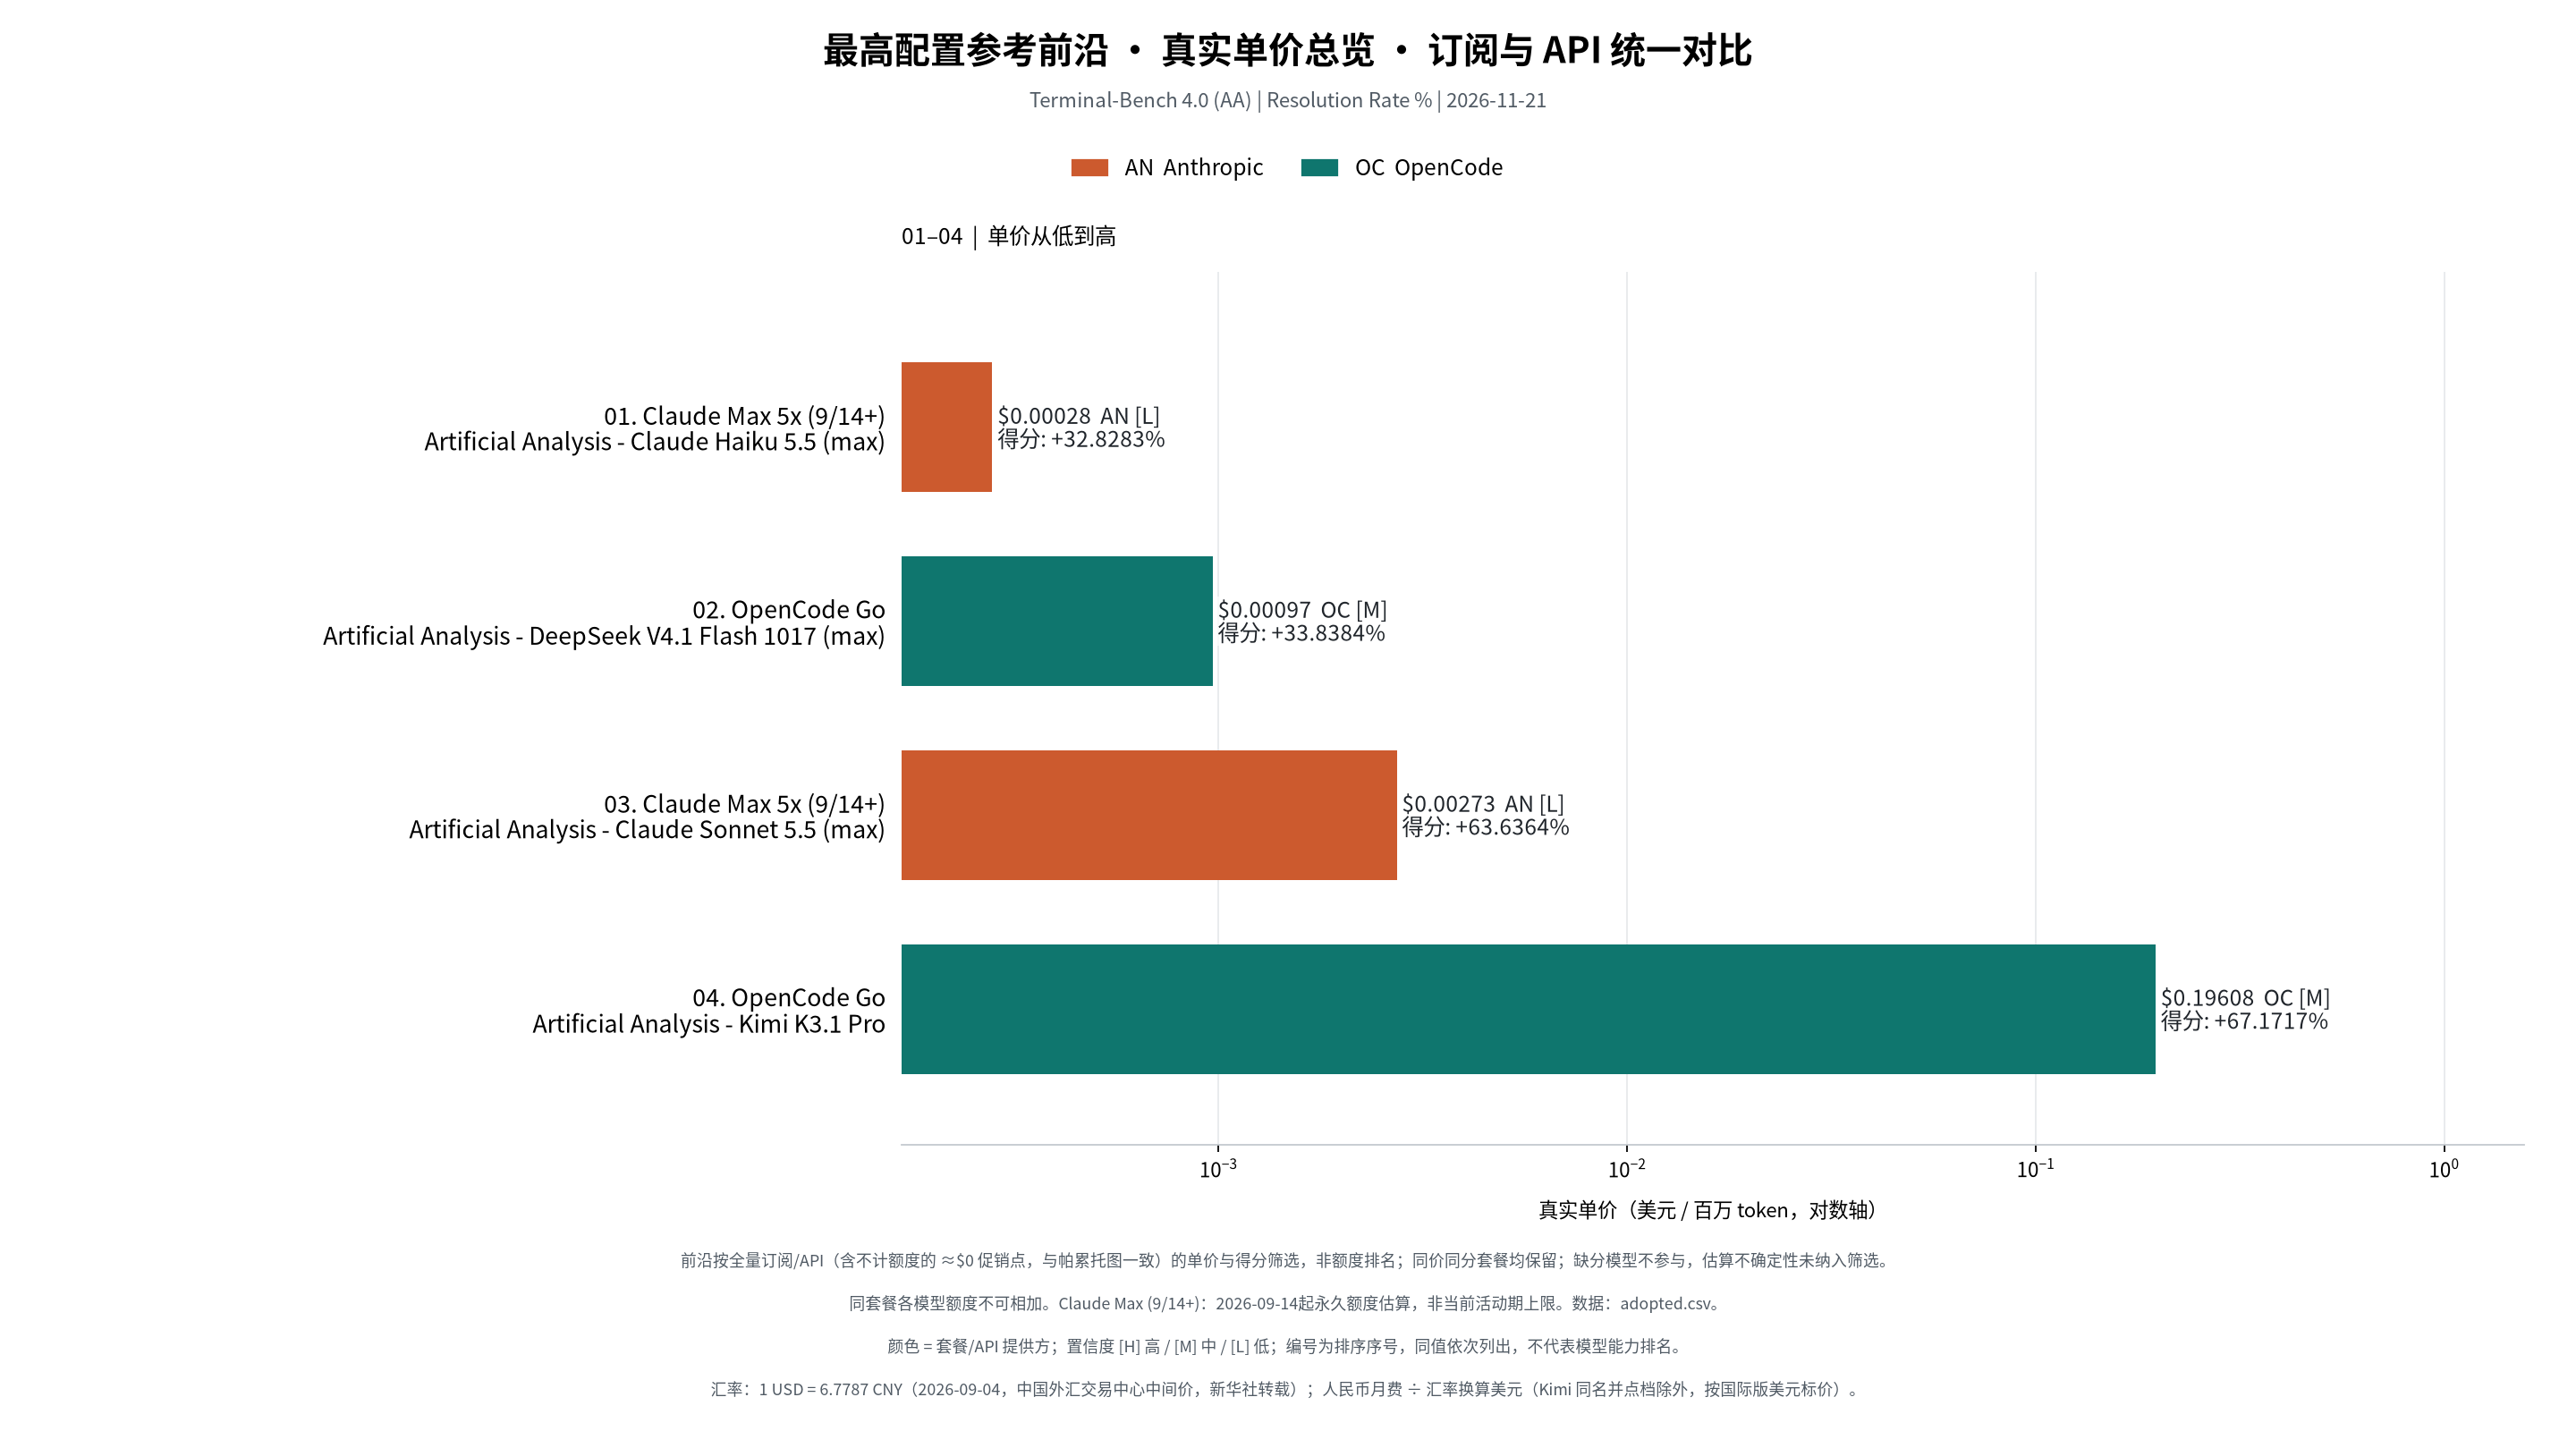 最高配置参考前沿 · 真实单价总览 · 订阅与 API 统一对比
Terminal-Bench 4.0 (AA) | Resolution Rate % | 2026-11-21
AN Anthropic
OC OpenCode
01–04 | 单价从低到高
01. Claude Max 5x (9/14+)
Artificial Analysis - Claude Haiku 5.5 (max)
$0.00028 AN [L]
得分: +32.8283%
02. OpenCode Go
Artificial Analysis - DeepSeek V4.1 Flash 1017 (max)
$0.00097 OC [M]
得分: +33.8384%
03. Claude Max 5x (9/14+)
Artificial Analysis - Claude Sonnet 5.5 (max)
$0.00273 AN [L]
得分: +63.6364%
04. OpenCode Go
Artificial Analysis - Kimi K3.1 Pro
$0.19608 OC [M]
得分: +67.1717%
10⁻³ 10⁻² 10⁻¹ 10⁰
真实单价（美元 / 百万 token，对数轴）
前沿按全量订阅/API（含不计额度的 ≈$0 促销点，与帕累托图一致）的单价与得分筛选，非额度排名；同价同分套餐均保留；缺分模型不参与，估算不确定性未纳入筛选。
同套餐各模型额度不可相加。Claude Max (9/14+)：2026-09-14起永久额度估算，非当前活动期上限。数据：adopted.csv。
颜色 = 套餐/API 提供方；置信度 [H] 高 / [M] 中 / [L] 低；编号为排序序号，同值依次列出，不代表模型能力排名。
汇率：1 USD = 6.7787 CNY（2026-09-04，中国外汇交易中心中间价，新华社转载）；人民币月费 ÷ 汇率换算美元（Kimi 同名并点档除外，按国际版美元标价）。